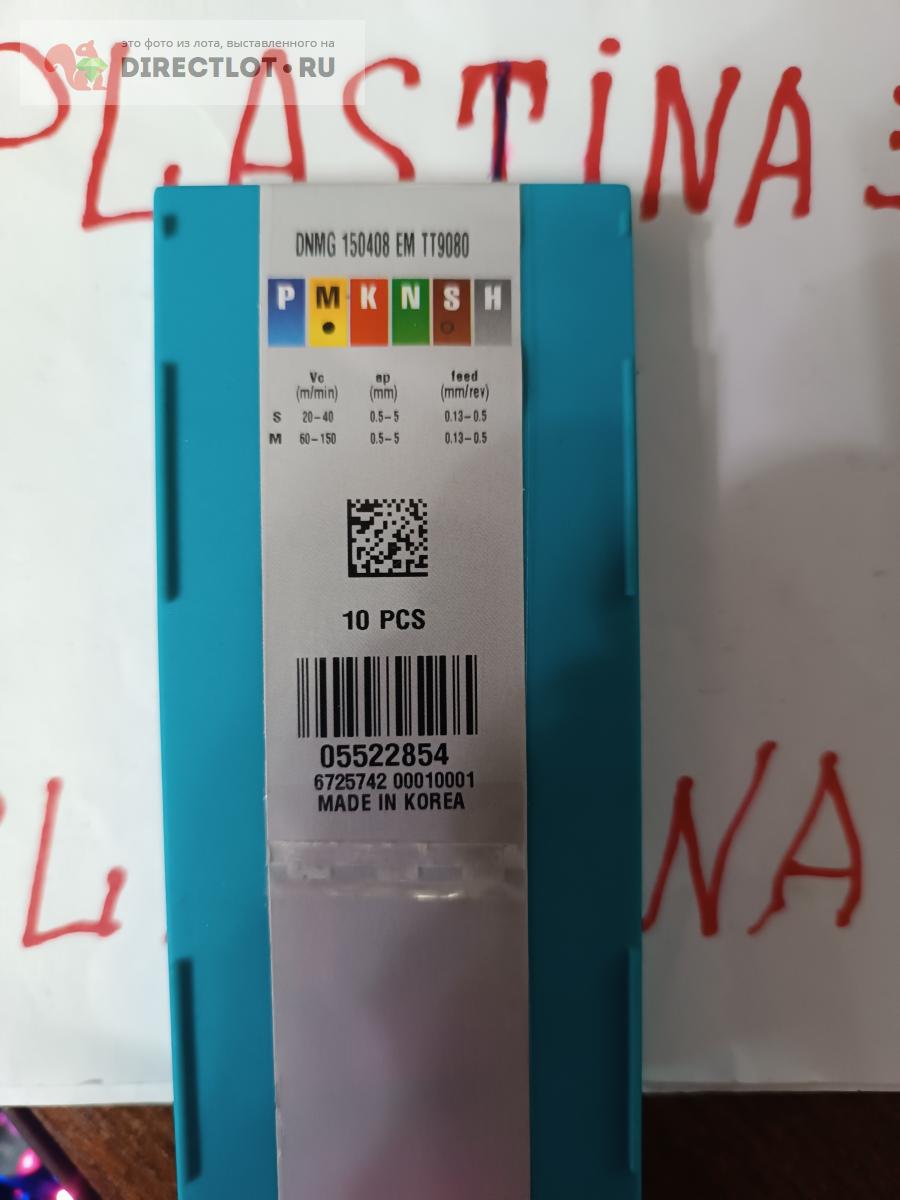 это фото из лота, выставленного на
DIRECTLOT.RU
PLASTINA
DNMG 150408 EM TT9080
P M K N S H
Vc ap feed
(m/min) (mm) (mm/rev)
S 20-40 0.5-5 0.13-0.5
M 60-150 0.5-5 0.13-0.5
10 PCS
05522854
6725742 00010001
MADE IN KOREA
L NA